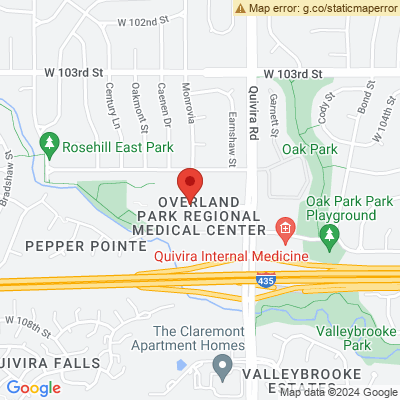 Map error: g.co/staticmaperror
W 102nd St
W 103rd St
W 103rd St
Century Ln
Oakmont St
Caenen Dr
Monrovia
Earnshaw St
Quivira Rd
Garnett St
Cody St
Bond St
W 104th St
Rosehill East Park
Oak Park
Bradshaw St
OVERLAND
PARK REGIONAL
MEDICAL CENTER
Oak Park Park
Playground
PEPPER POINTE
Quivira Internal Medicine
435
W 108th St
The Claremont
Apartment Homes
Valleybrooke
Park
QUIVIRA FALLS
VALLEYBROOKE
ESTATES
Google
Map data ©2024 Google